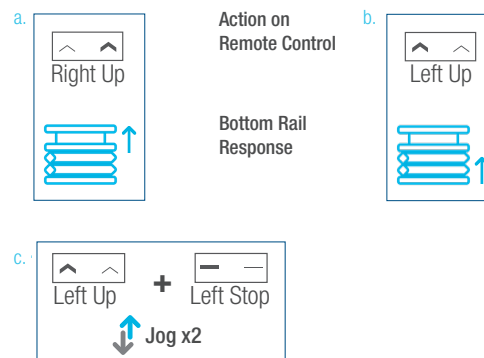 a.
Right Up
Action on
Remote Control
Bottom Rail
Response
b.
Left Up
c.
Left Up
+
Left Stop
Jog x2